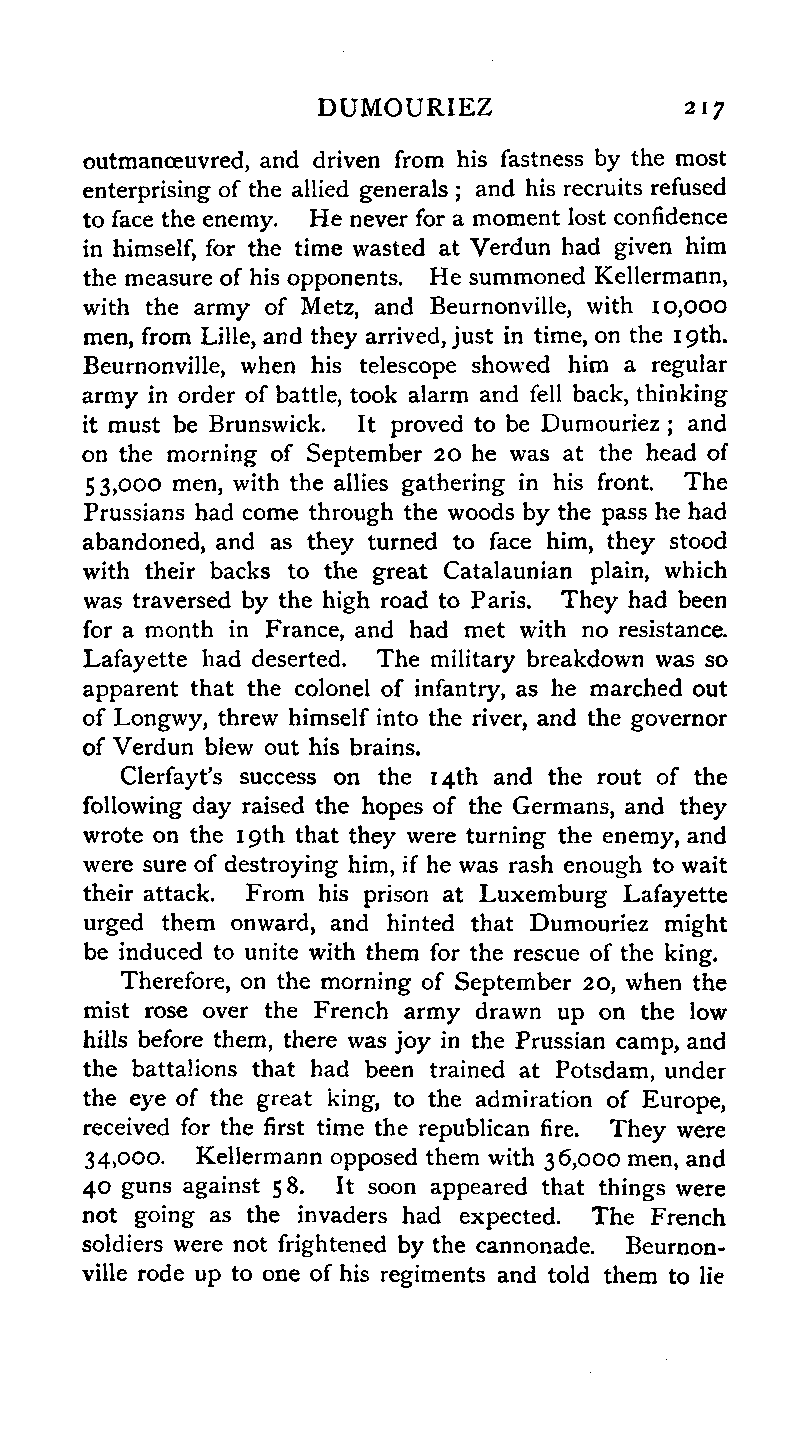 DUMOURIEZ 217
outmanœuvred, and driven from his fastness by the most
enterprising of the allied generals ; and his recruits refused
to face the enemy. He never for a moment lost confidence
in himself, for the time wasted at Verdun had given him
the measure of his opponents. He summoned Kellermann,
with the army of Metz, and Beurnonville, with 10,000
men, from Lille, and they arrived, just in time, on the 19th.
Beurnonville, when his telescope showed him a regular
army in order of battle, took alarm and fell back, thinking
it must be Brunswick. It proved to be Dumouriez ; and
on the morning of September 20 he was at the head of
53,000 men, with the allies gathering in his front. The
Prussians had come through the woods by the pass he had
abandoned, and as they turned to face him, they stood
with their backs to the great Catalaunian plain, which
was traversed by the high road to Paris. They had been
for a month in France, and had met with no resistance.
Lafayette had deserted. The military breakdown was so
apparent that the colonel of infantry, as he marched out
of Longwy, threw himself into the river, and the governor
of Verdun blew out his brains.
Clerfayt's success on the 14th and the rout of the
following day raised the hopes of the Germans, and they
wrote on the 19th that they were turning the enemy, and
were sure of destroying him, if he was rash enough to wait
their attack. From his prison at Luxemburg Lafayette
urged them onward, and hinted that Dumouriez might
be induced to unite with them for the rescue of the king.
Therefore, on the morning of September 20, when the
mist rose over the French army drawn up on the low
hills before them, there was joy in the Prussian camp, and
the battalions that had been trained at Potsdam, under
the eye of the great king, to the admiration of Europe,
received for the first time the republican fire. They were
34,000. Kellermann opposed them with 36,000 men, and
40 guns against 58. It soon appeared that things were
not going as the invaders had expected. The French
soldiers were not frightened by the cannonade. Beurnon-
ville rode up to one of his regiments and told them to lie